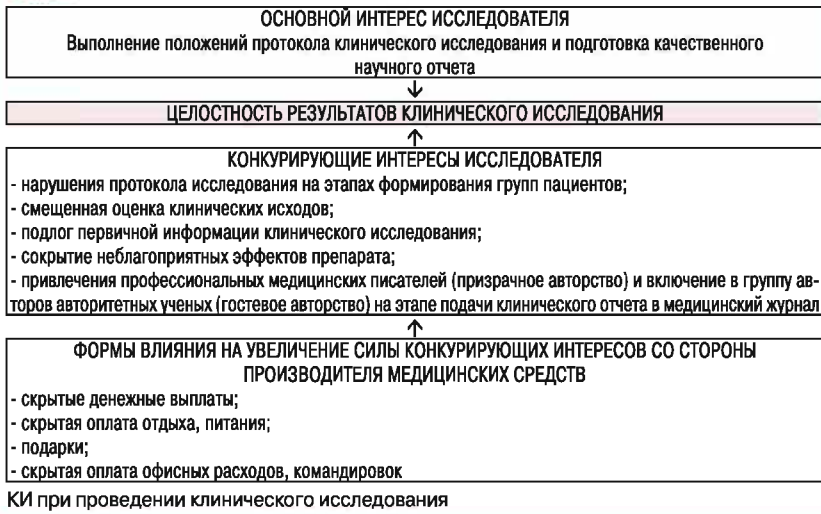 ОСНОВНОЙ ИНТЕРЕС ИССЛЕДОВАТЕЛЯ
Выполнение положений протокола клинического исследования и подготовка качественного
научного отчета
ЦЕЛОСТНОСТЬ РЕЗУЛЬТАТОВ КЛИНИЧЕСКОГО ИССЛЕДОВАНИЯ
КОНКУРИРУЮЩИЕ ИНТЕРЕСЫ ИССЛЕДОВАТЕЛЯ
- нарушения протокола исследования на этапах формирования групп пациентов;
- смещенная оценка клинических исходов;
- подлог первичной информации клинического исследования;
- сокрытие неблагоприятных эффектов препарата;
- привлечения профессиональных медицинских писателей (призрачное авторство) и включение в группу ав-
торов авторитетных ученых (гостевое авторство) на этапе подачи клинического отчета в медицинский журнал
ФОРМЫ ВЛИЯНИЯ НА УВЕЛИЧЕНИЕ СИЛЫ КОНКУРИРУЮЩИХ ИНТЕРЕСОВ СО СТОРОНЫ
ПРОИЗВОДИТЕЛЯ МЕДИЦИНСКИХ СРЕДСТВ
- скрытые денежные выплаты;
- скрытая оплата отдыха, питания;
- подарки;
- скрытая оплата офисных расходов, командировок
КИ при проведении клинического исследования